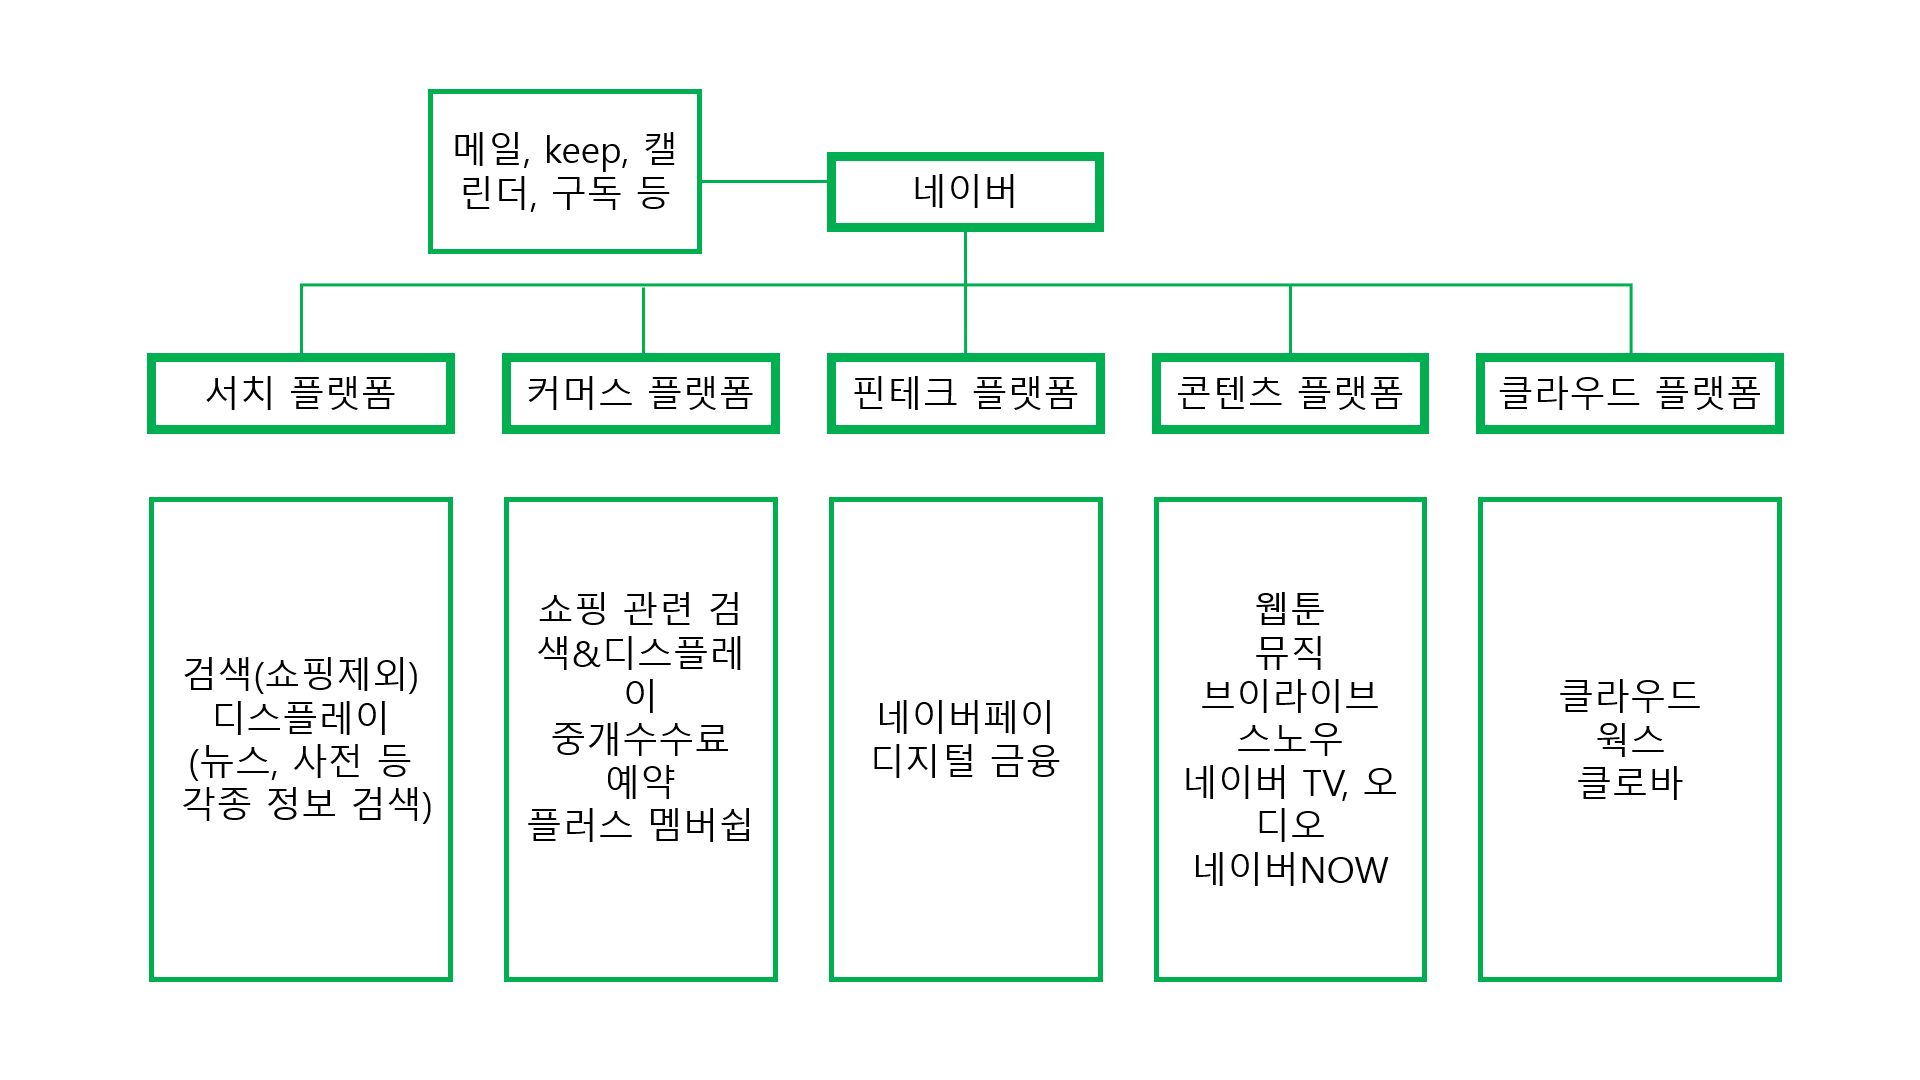 메일, keep, 캘
린더, 구독 등
네이버
서치 플랫폼
커머스 플랫폼
핀테크 플랫폼
콘텐츠 플랫폼
클라우드 플랫폼
검색(쇼핑제외)
디스플레이
(뉴스, 사전 등
각종 정보 검색)
쇼핑 관련 검
색&디스플레
이
중개수수료
예약
플러스 멤버쉽
네이버페이
디지털 금융
웹툰
뮤직
브이라이브
스노우
네이버 TV, 오
디오
네이버NOW
클라우드
웍스
클로바